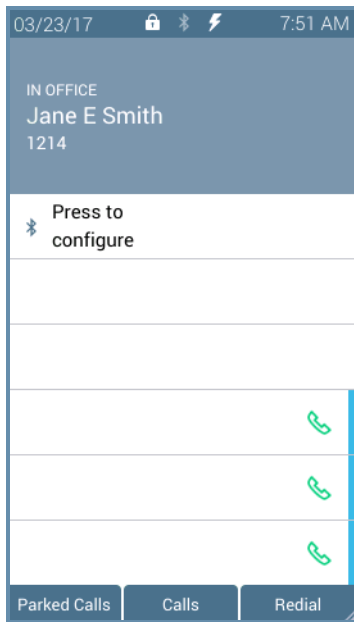 03/23/17 7:51 AM
IN OFFICE
Jane E Smith
1214
Press to
configure
Parked Calls Calls Redial